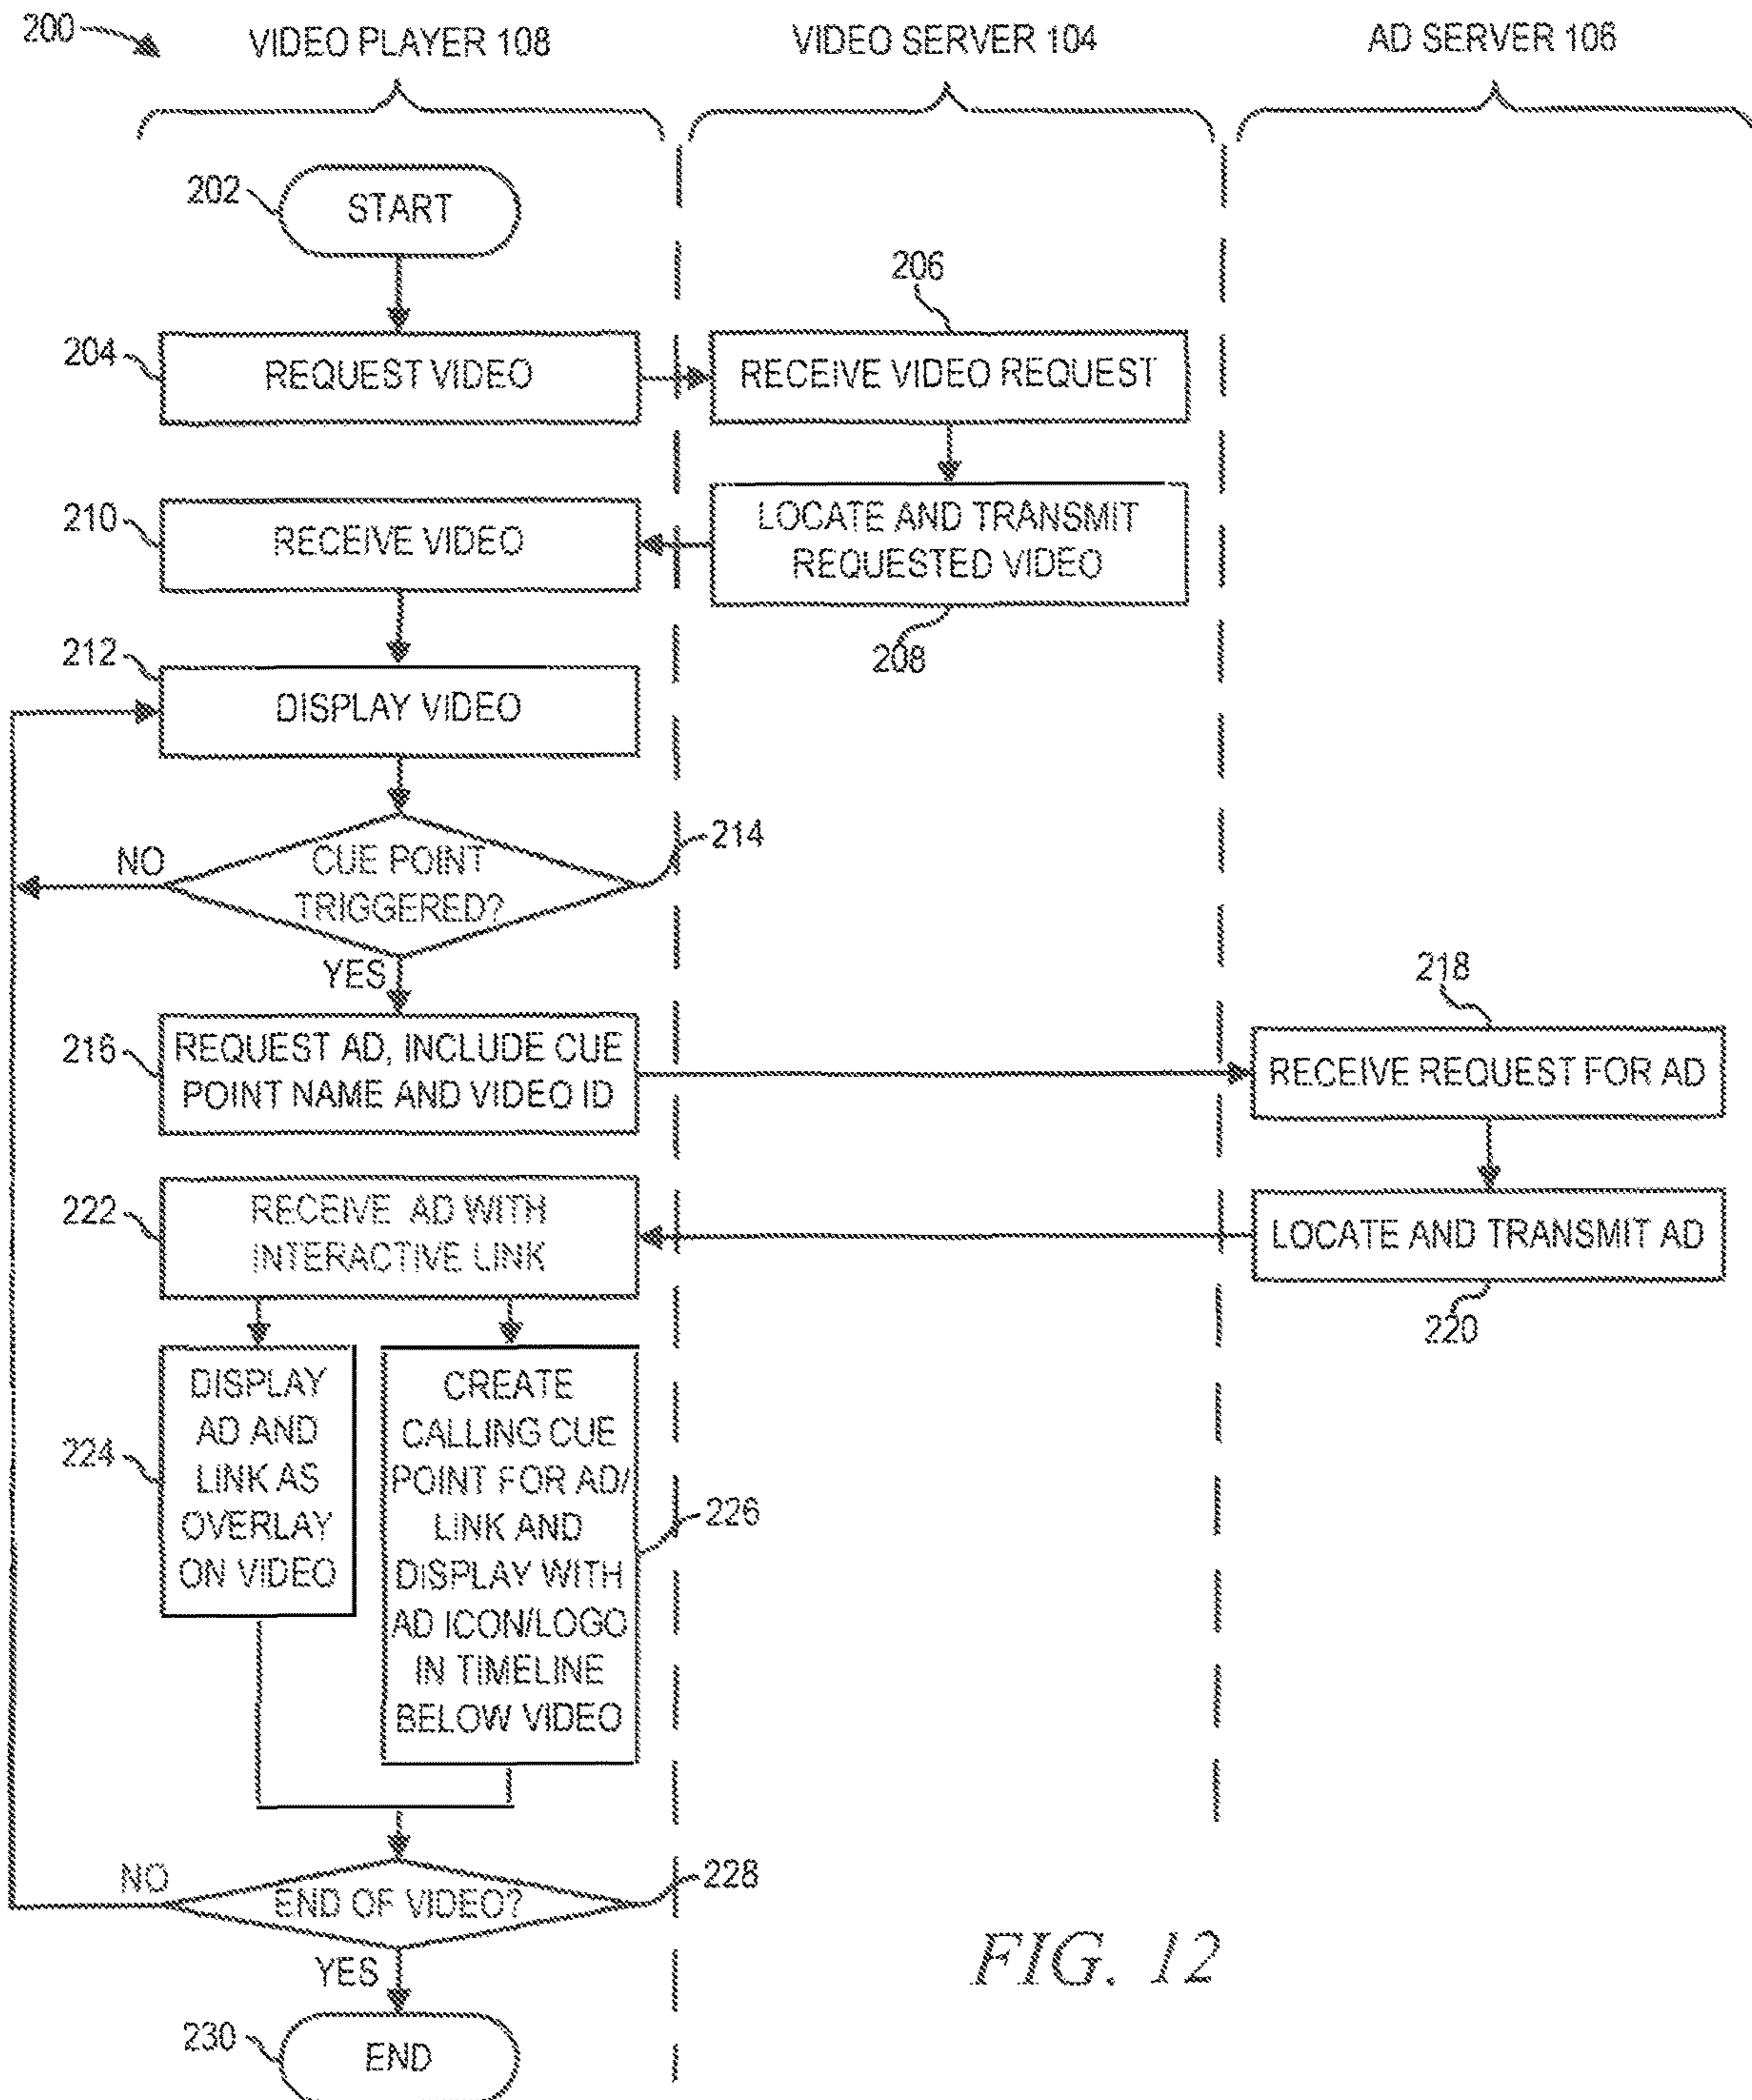 200
VIDEO PLAYER 108
VIDEO SERVER 104
AD SERVER 106
202
START
206
204
REQUEST VIDEO
RECEIVE VIDEO REQUEST
210
RECEIVE VIDEO
LOCATE AND TRANSMIT
REQUESTED VIDEO
208
212
DISPLAY VIDEO
214
NO
CUE POINT
TRIGGERED?
YES
218
216
REQUEST AD, INCLUDE CUE
POINT NAME AND VIDEO ID
RECEIVE REQUEST FOR AD
222
RECEIVE AD WITH
INTERACTIVE LINK
LOCATE AND TRANSMIT AD
220
224
DISPLAY
AD AND
LINK AS
OVERLAY
ON VIDEO
CREATE
CALLING CUE
POINT FOR AD/
LINK AND
DISPLAY WITH
AD ICON/LOGO
IN TIMELINE
BELOW VIDEO
226
NO
END OF VIDEO?
228
YES
230
END
FIG. 12